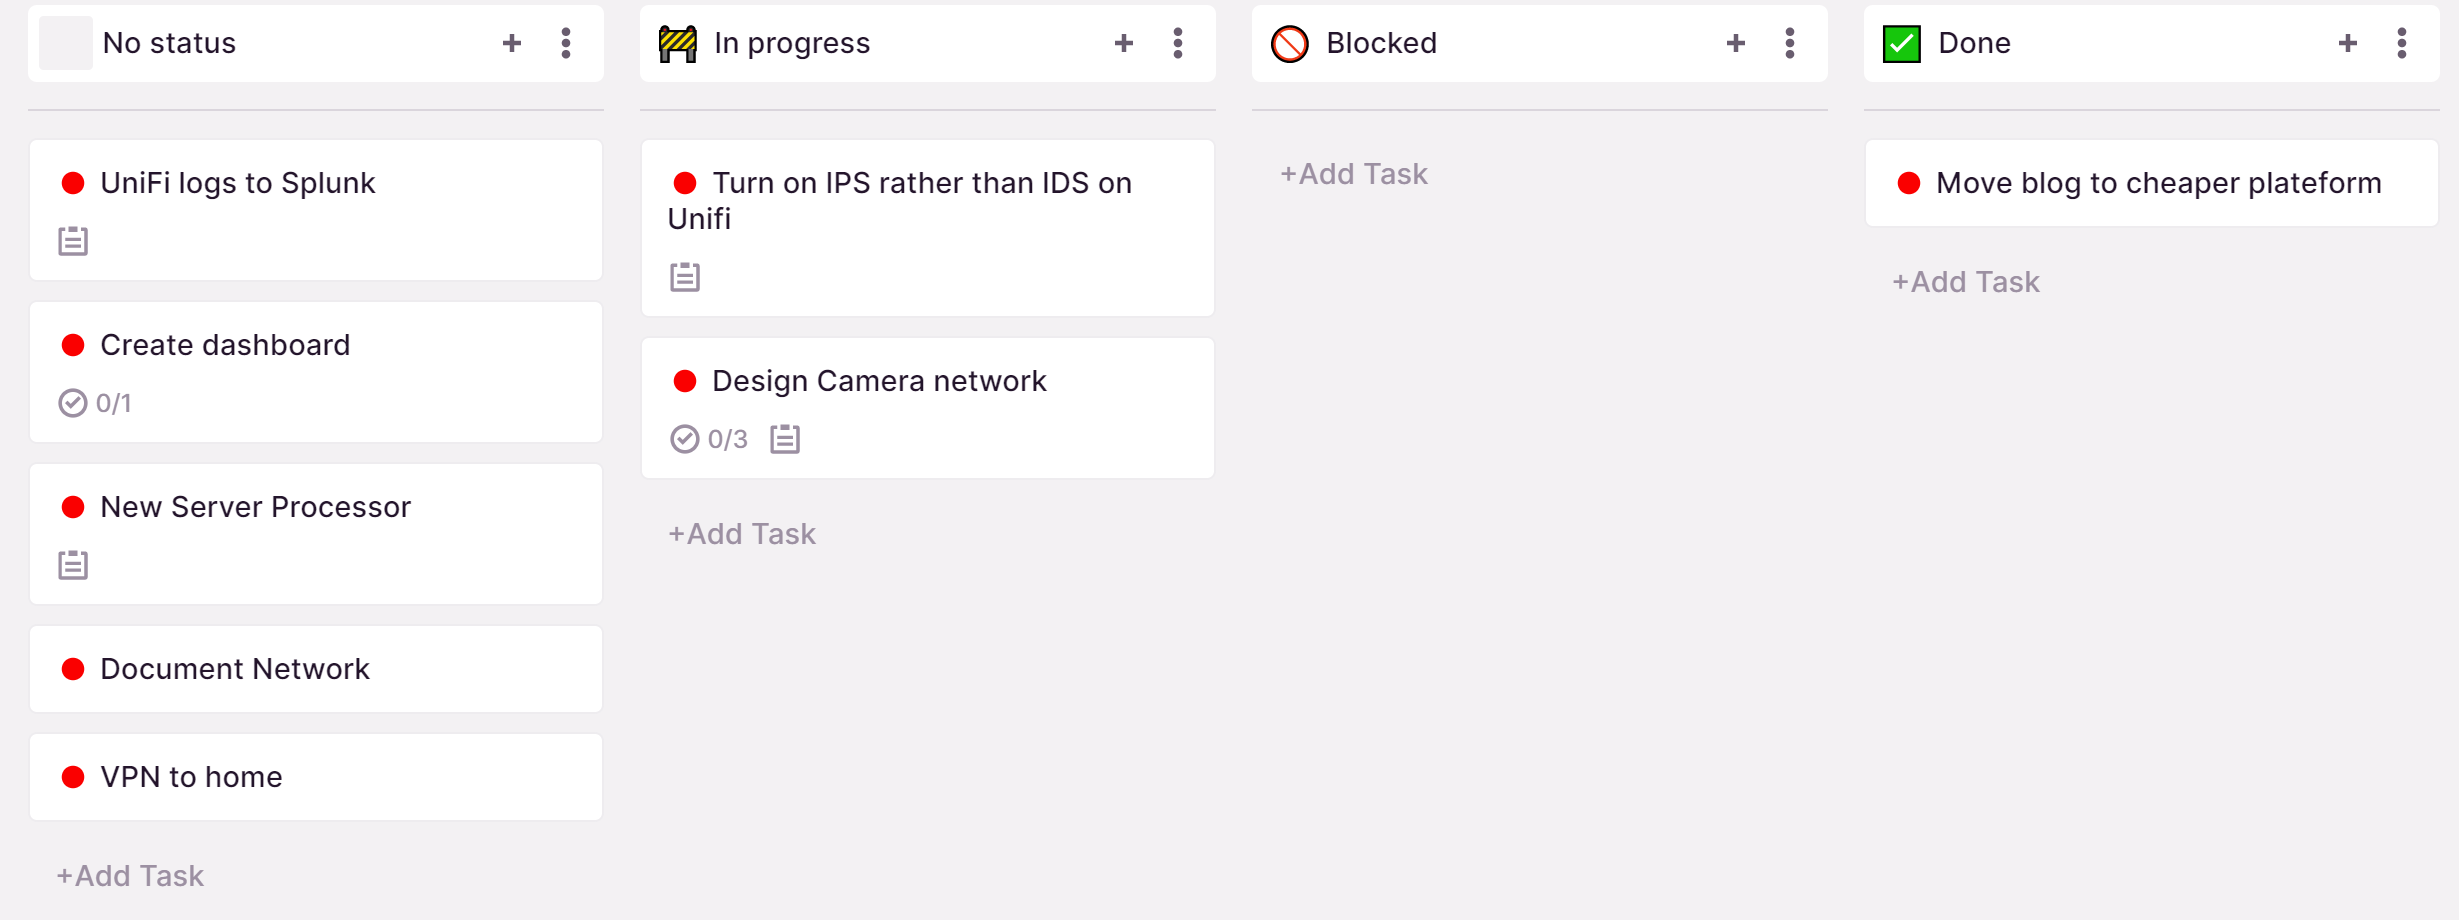 No status
UniFi logs to Splunk
Create dashboard
0/1
New Server Processor
Document Network
VPN to home
+Add Task
In progress
Turn on IPS rather than IDS on
Unifi
Design Camera network
0/3
+Add Task
Blocked
+Add Task
Done
Move blog to cheaper plateform
+Add Task